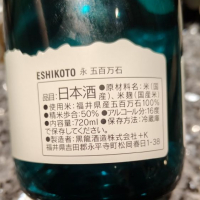 ESHIKOTO 永 五百万石
品目:日本酒 ●原材料名:米(国
産)、米麹(国産米)
●使用米:福井県産五百万石100%
●精米歩合:50% ●アルコール分:16度
●内容量:720ml ●保存方法:冷蔵庫
で保存してください。
●製造者:黒龍酒造株式会社+K
福井県吉田郡永平寺町松岡春日1-38